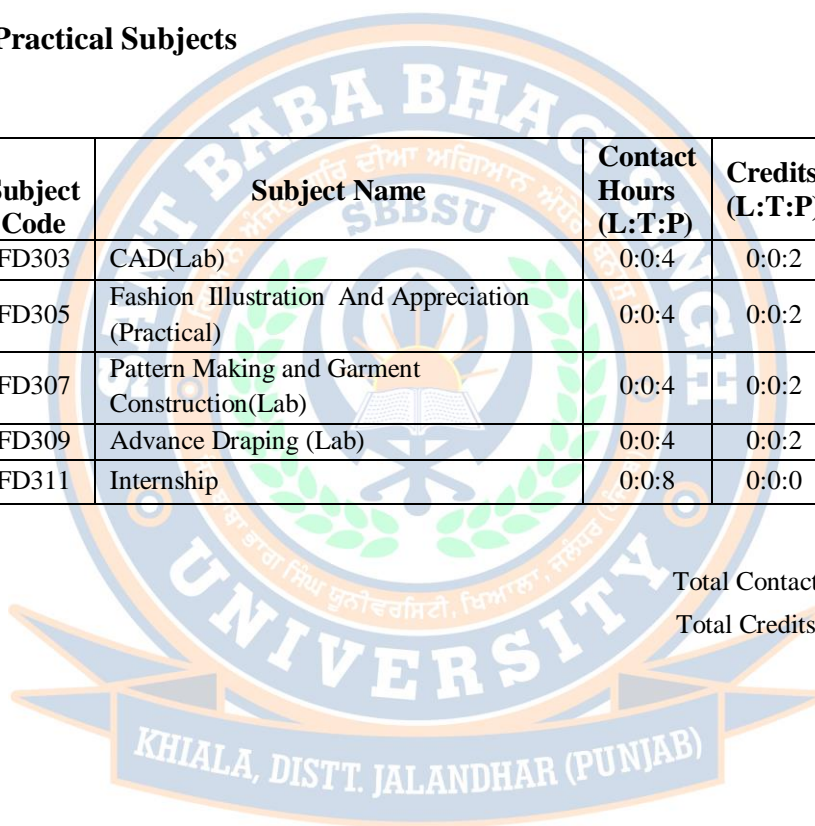 Practical Subjects
Subject Code Subject Name Contact Hours (L:T:P) Credits (L:T:P)
FD303 CAD(Lab) 0:0:4 0:0:2
FD305 Fashion Illustration And Appreciation (Practical) 0:0:4 0:0:2
FD307 Pattern Making and Garment Construction(Lab) 0:0:4 0:0:2
FD309 Advance Draping (Lab) 0:0:4 0:0:2
FD311 Internship 0:0:8 0:0:0
Total Contact
Total Credits
SANT BABA BHAG SINGH
SBBSU
UNIVERSITY
KHIALA, DISTT. JALANDHAR (PUNJAB)